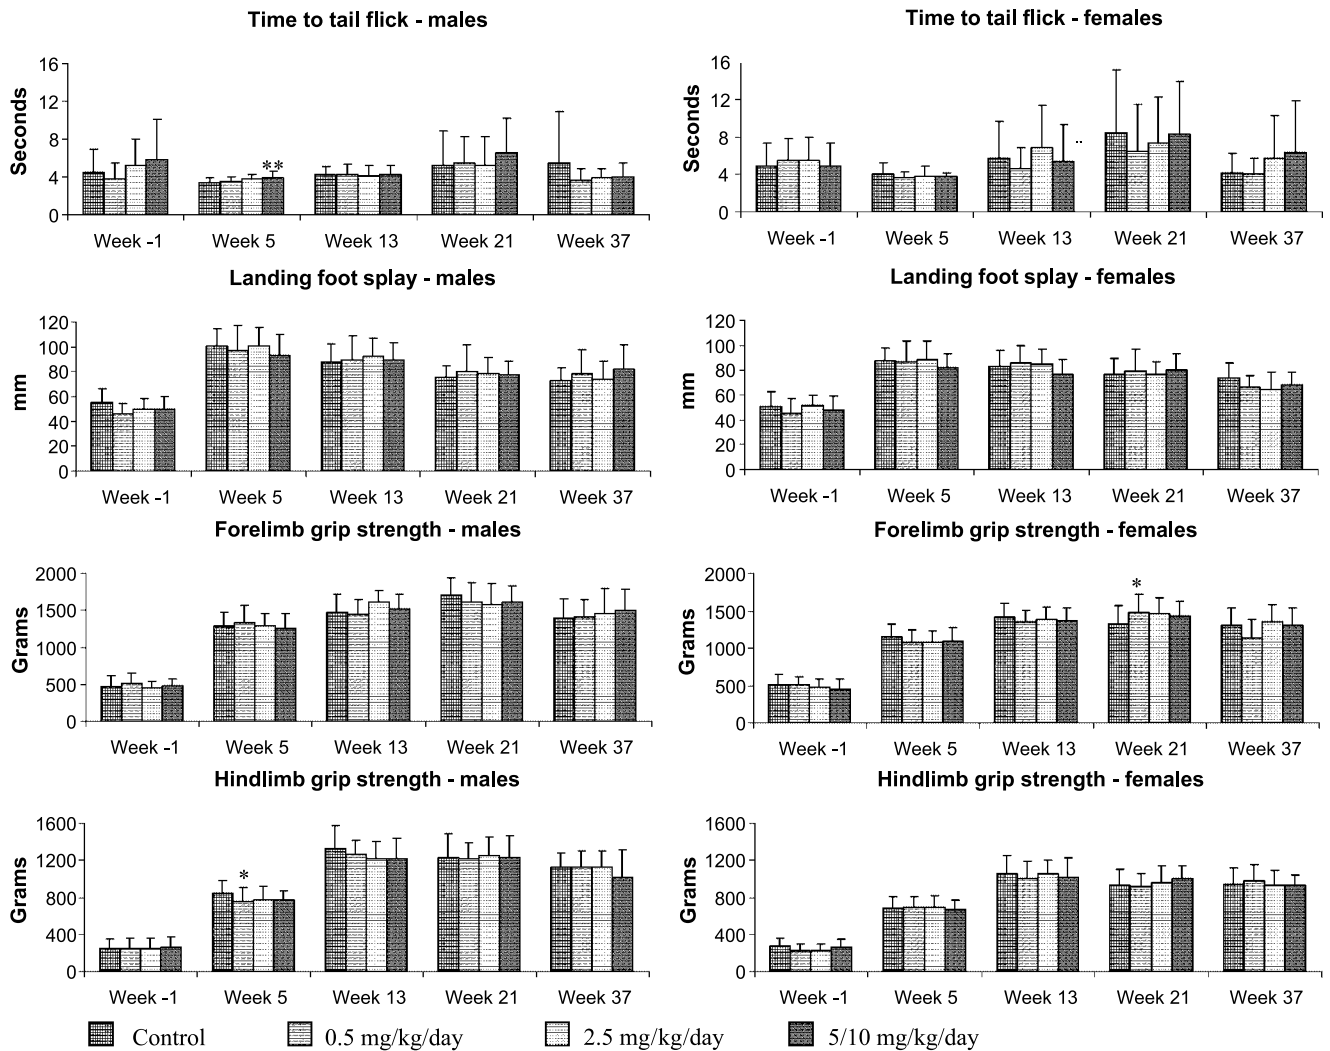 Time to tail flick - males
Seconds
16
12
8
4
0
**
Week -1 Week 5 Week 13 Week 21 Week 37
Time to tail flick - females
Seconds
16
12
8
4
0
Week -1 Week 5 Week 13 Week 21 Week 37
Landing foot splay - males
mm
120
100
80
60
40
20
0
Week -1 Week 5 Week 13 Week 21 Week 37
Landing foot splay - females
mm
120
100
80
60
40
20
0
Week -1 Week 5 Week 13 Week 21 Week 37
Forelimb grip strength - males
Grams
2000
1500
1000
500
0
Week -1 Week 5 Week 13 Week 21 Week 37
Forelimb grip strength - females
Grams
2000
1500
1000
500
0
*
Week -1 Week 5 Week 13 Week 21 Week 37
Hindlimb grip strength - males
Grams
1600
1200
800
400
0
*
Week -1 Week 5 Week 13 Week 21 Week 37
Hindlimb grip strength - females
Grams
1600
1200
800
400
0
Week -1 Week 5 Week 13 Week 21 Week 37
Control 0.5 mg/kg/day 2.5 mg/kg/day 5/10 mg/kg/day